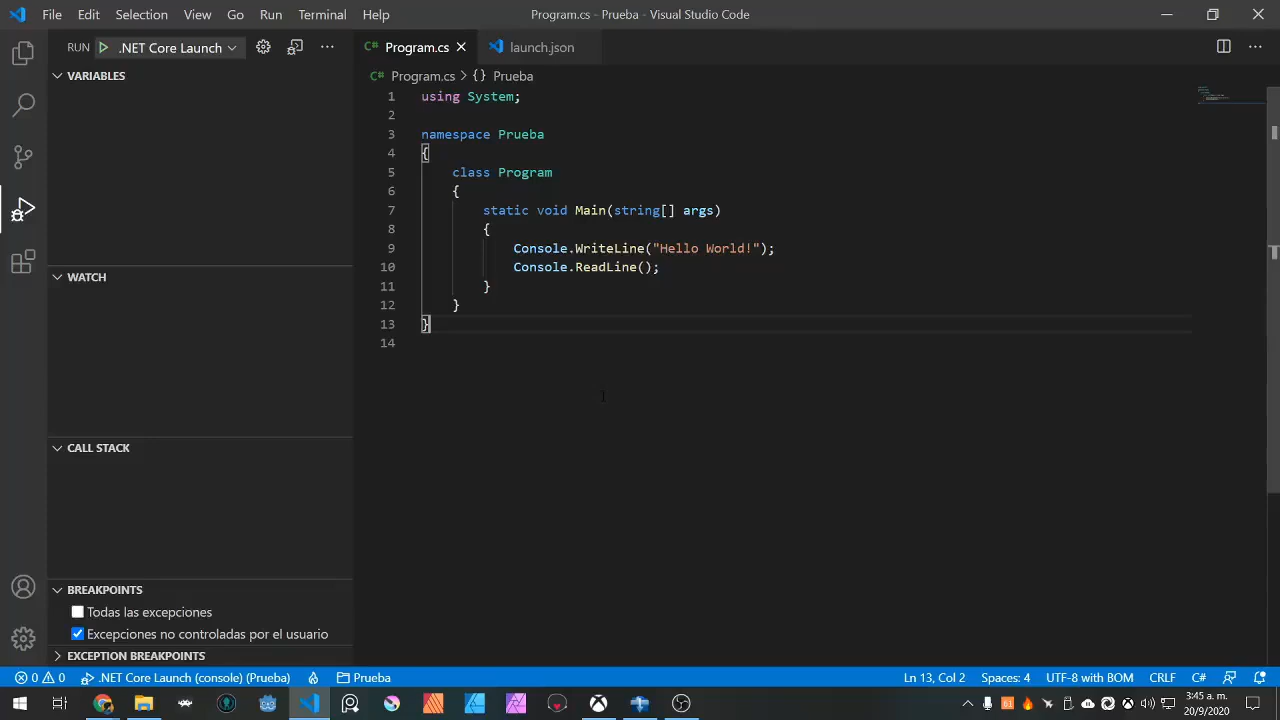 File Edit Selection View Go Run Terminal Help Program.cs - Prueba - Visual Studio Code
RUN .NET Core Launch ··· C# Program.cs launch.json ···
VARIABLES
C# Program.cs > {} Prueba
1 using System;
2
3 namespace Prueba
4 {
5 class Program
6 {
7 static void Main(string[] args)
8 {
9 Console.WriteLine("Hello World!");
10 Console.ReadLine();
11 }
12 }
13 }
14
WATCH
CALL STACK
BREAKPOINTS
Todas las excepciones
Excepciones no controladas por el usuario
EXCEPTION BREAKPOINTS
0 0 .NET Core Launch (console) (Prueba) Prueba Ln 13, Col 2 Spaces: 4 UTF-8 with BOM CRLF C#
61 3:45 a. m.
20/9/2020